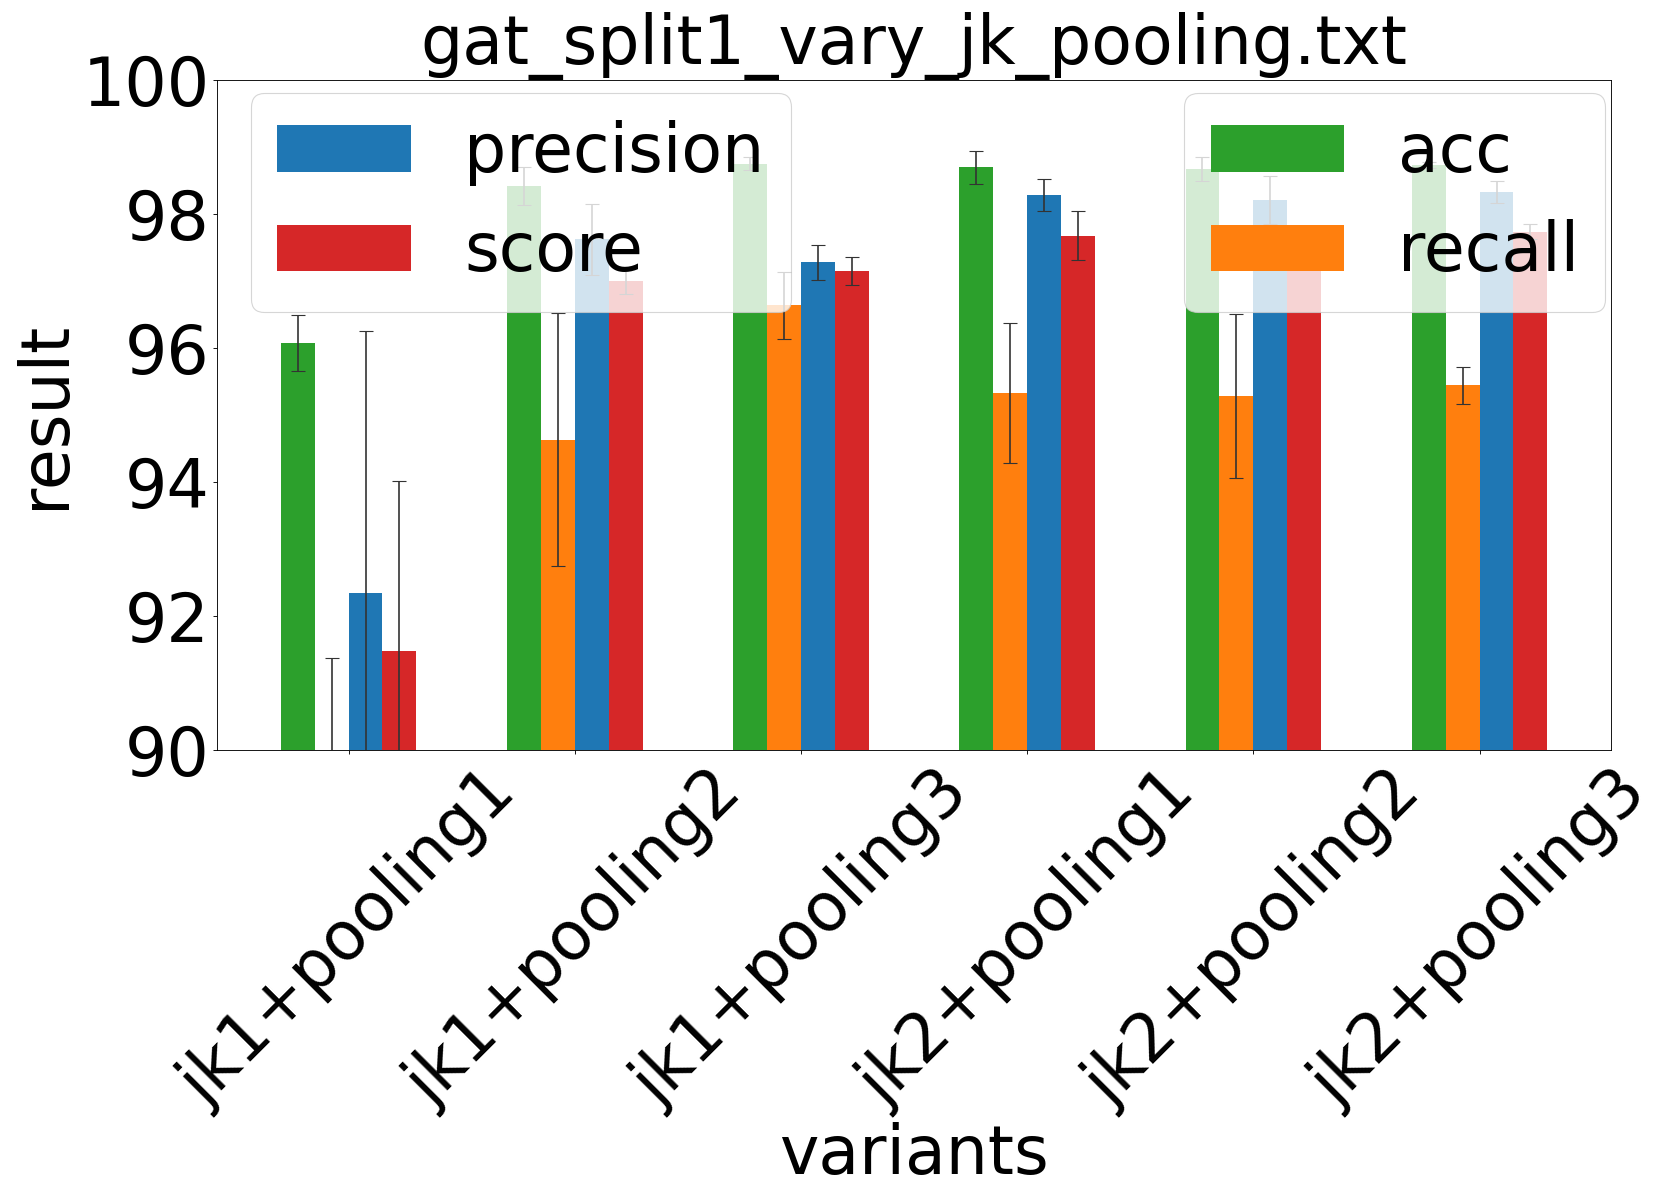 gat_split1_vary_jk_pooling.txt
precision
score
acc
recall
result
100
98
96
94
92
90
jk1+pooling1
jk1+pooling2
jk1+pooling3
jk2+pooling1
jk2+pooling2
jk2+pooling3
variants